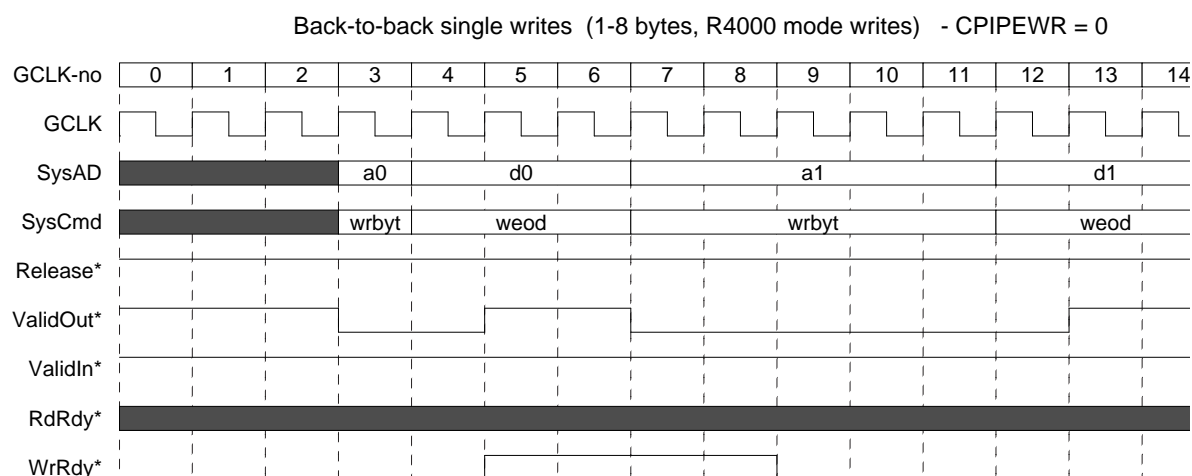 Back-to-back single writes (1-8 bytes, R4000 mode writes) - CPIPEWR = 0
GCLK-no 0 1 2 3 4 5 6 7 8 9 10 11 12 13 14
GCLK
SysAD a0 d0 a1 d1
SysCmd wrbyt weod wrbyt weod
Release*
ValidOut*
ValidIn*
RdRdy*
WrRdy*